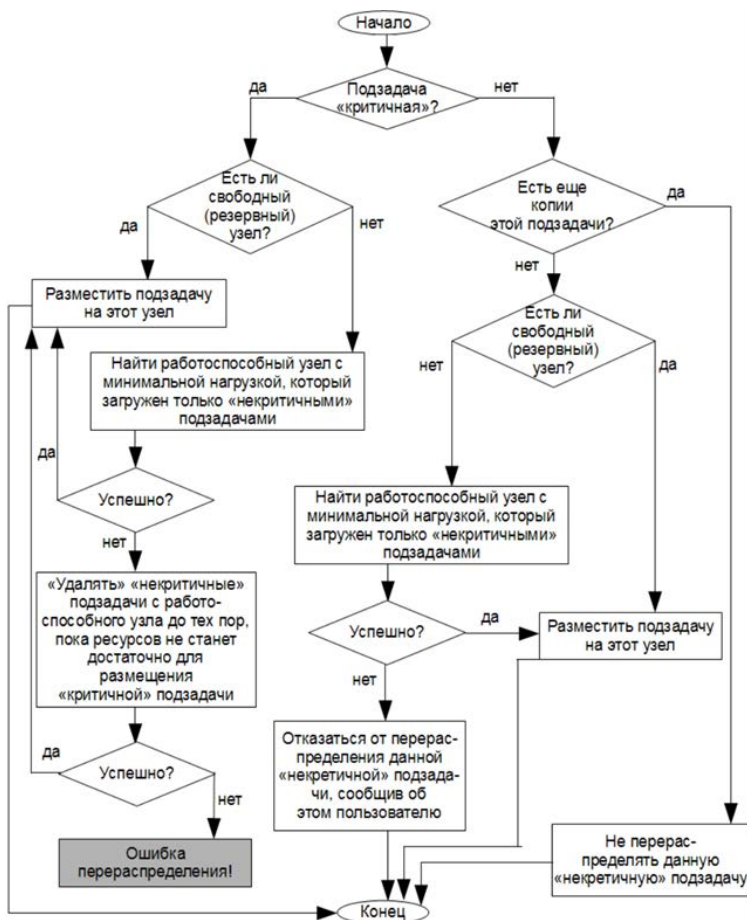 Начало
Подзадача
«критичная»?
да
нет
Есть ли
свободный
(резервный)
узел?
да
нет
Есть еще
копии
этой подзадачи?
да
нет
Разместить подзадачу
на этот узел
Есть ли
свободный
(резервный)
узел?
нет
да
Найти работоспособный узел с
минимальной нагрузкой, который
загружен только «некритичными»
подзадачами
да
Успешно?
нет
Найти работоспособный узел с
минимальной нагрузкой, который
загружен только «некритичными»
подзадачами
«Удалять» «некритичные»
подзадачи с работо-
способного узла до тех пор,
пока ресурсов не станет
достаточно для
размещения
«критичной» подзадачи
Успешно?
да
нет
Разместить подзадачу
на этот узел
да
Успешно?
нет
Отказаться от перерас-
пределения данной
«некретичной» подзада-
чи, сообщив об
этом пользователю
Ошибка
перераспределения!
Не перерас-
пределять данную
«некретичную» подзадачу
Конец